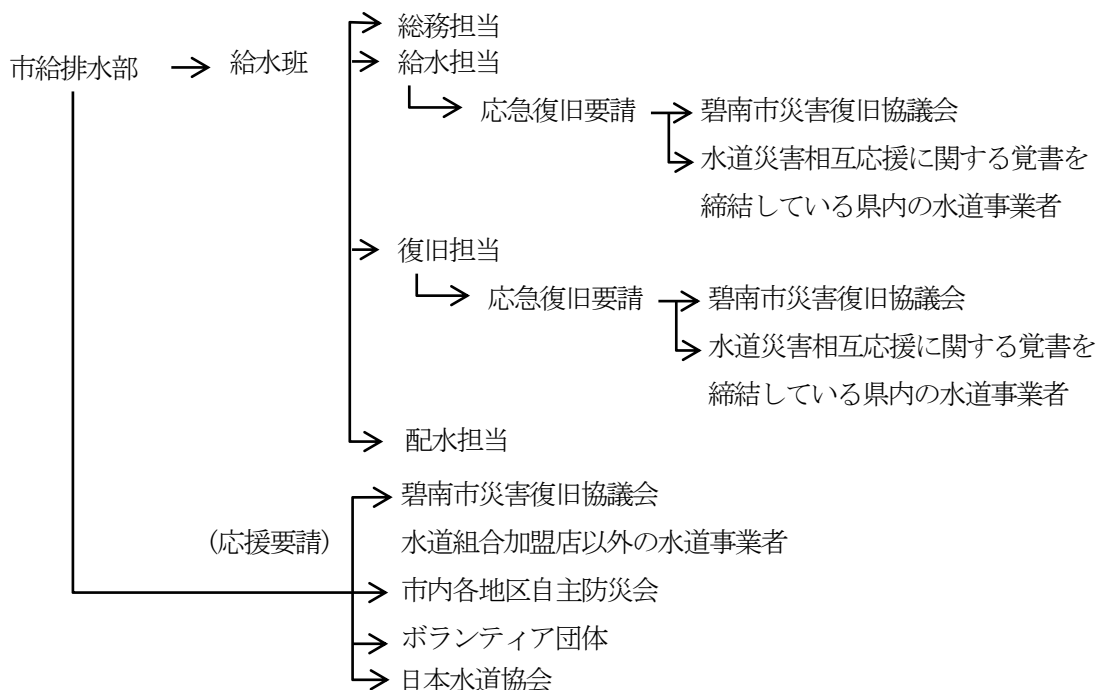 総務担当
市給排水部
給水班
給水担当
応急復旧要請
碧南市災害復旧協議会
水道災害相互応援に関する覚書を
締結している県内の水道事業者
復旧担当
応急復旧要請
碧南市災害復旧協議会
水道災害相互応援に関する覚書を
締結している県内の水道事業者
配水担当
(応援要請)
碧南市災害復旧協議会
水道組合加盟店以外の水道事業者
市内各地区自主防災会
ボランティア団体
日本水道協会